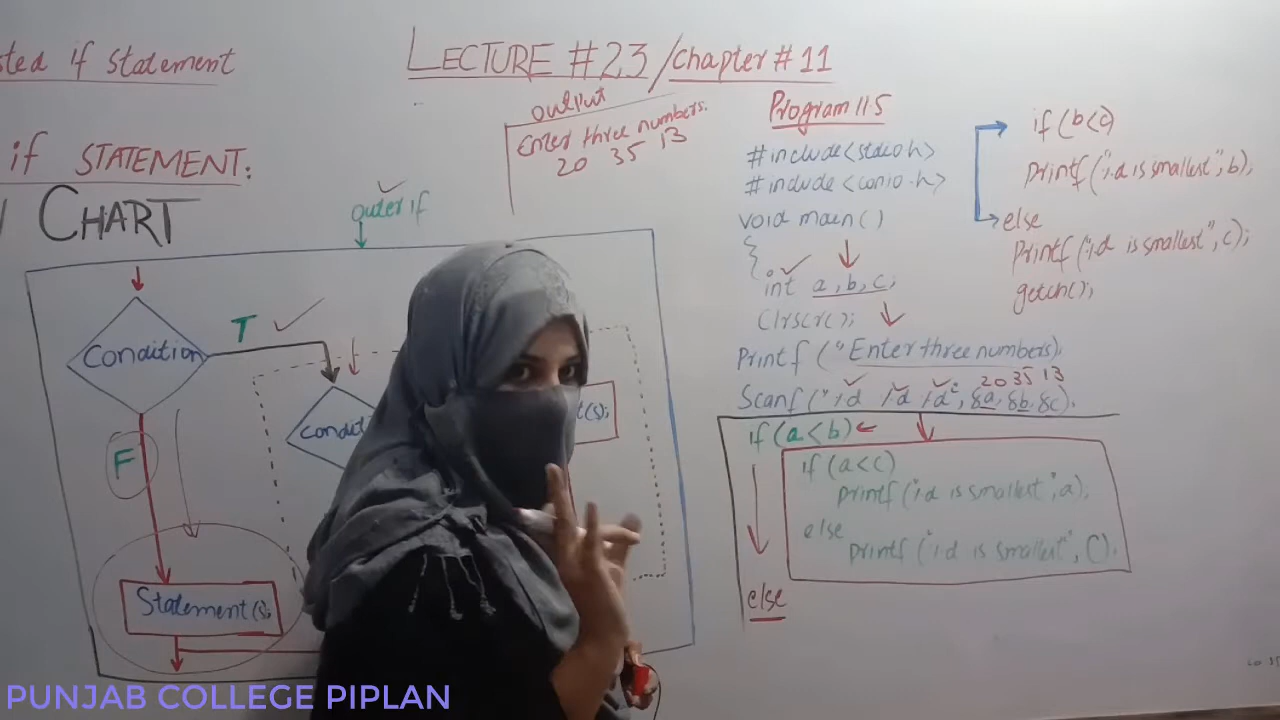 sted if statement
LECTURE #23 /chapter # 11
if STATEMENT:
CHART
outer if
Condition
T
F
Statement(s);
condit
t(s);
output
Enter three numbers.
20 35 13
Program 11.5
#include<stdio.h>
#include<conio.h>
void main()
{
int a,b,c;
Clrscr();
Printf ("Enter three numbers);
20 35 13
Scanf ("%d %d %d", &a, &b, &c).
if (a<b)
if (a<c)
printf ("%d is smallest", a);
else
printf ("%d is smallest", C).
else
if (b<c)
printf ("%d is smallest", b);
else
Printf ("%d is smallest", c);
getch();
PUNJAB COLLEGE PIPLAN